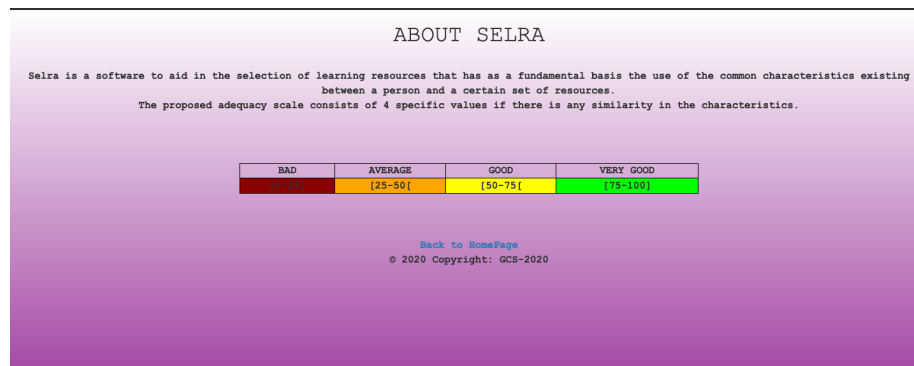 ABOUT SELRA
Selra is a software to aid in the selection of learning resources that has as a fundamental basis the use of the common characteristics existing
between a person and a certain set of resources.
The proposed adequacy scale consists of 4 specific values if there is any similarity in the characteristics.
BAD AVERAGE GOOD VERY GOOD
[25-50[ [50-75[ [75-100]
Back to HomePage
© 2020 Copyright: GCS-2020